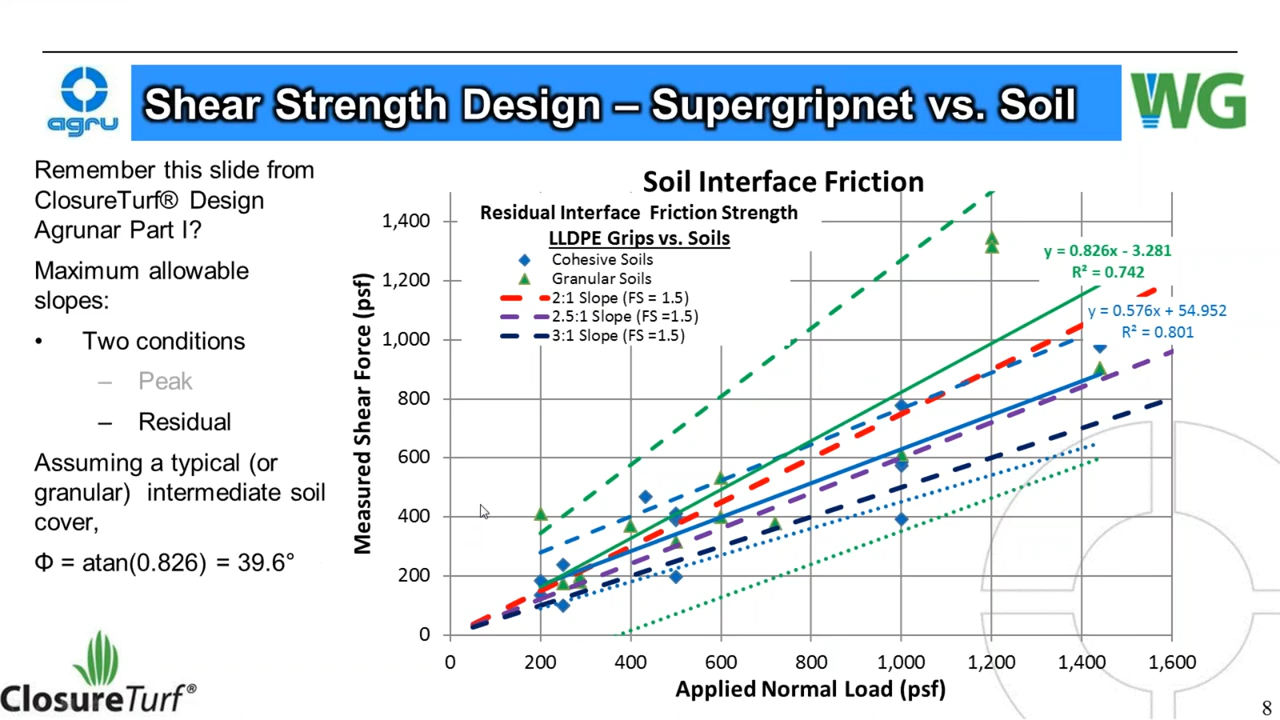 agru
Shear Strength Design – Supergripnet vs. Soil
WG
Remember this slide from
ClosureTurf® Design
Agrunar Part I?
Maximum allowable
slopes:
• Two conditions
– Peak
– Residual
Assuming a typical (or
granular) intermediate soil
cover,
Φ = atan(0.826) = 39.6°
Soil Interface Friction
Residual Interface Friction Strength
LLDPE Grips vs. Soils
Cohesive Soils
Granular Soils
2:1 Slope (FS = 1.5)
2.5:1 Slope (FS =1.5)
3:1 Slope (FS =1.5)
y = 0.826x - 3.281
R² = 0.742
y = 0.576x + 54.952
R² = 0.801
Measured Shear Force (psf)
1,400
1,200
1,000
800
600
400
200
0
0 200 400 600 800 1,000 1,200 1,400 1,600
Applied Normal Load (psf)
ClosureTurf®
8